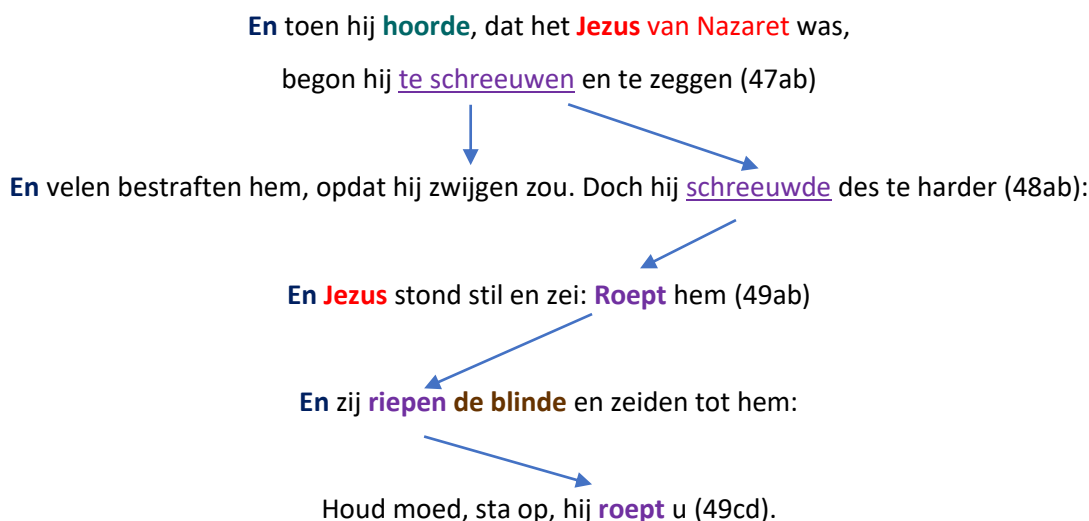 En toen hij hoorde, dat het Jezus van Nazaret was,
begon hij te schreeuwen en te zeggen (47ab)
En velen bestraften hem, opdat hij zwijgen zou. Doch hij schreeuwde des te harder (48ab):
En Jezus stond stil en zei: Roept hem (49ab)
En zij riepen de blinde en zeiden tot hem:
Houd moed, sta op, hij roept u (49cd).